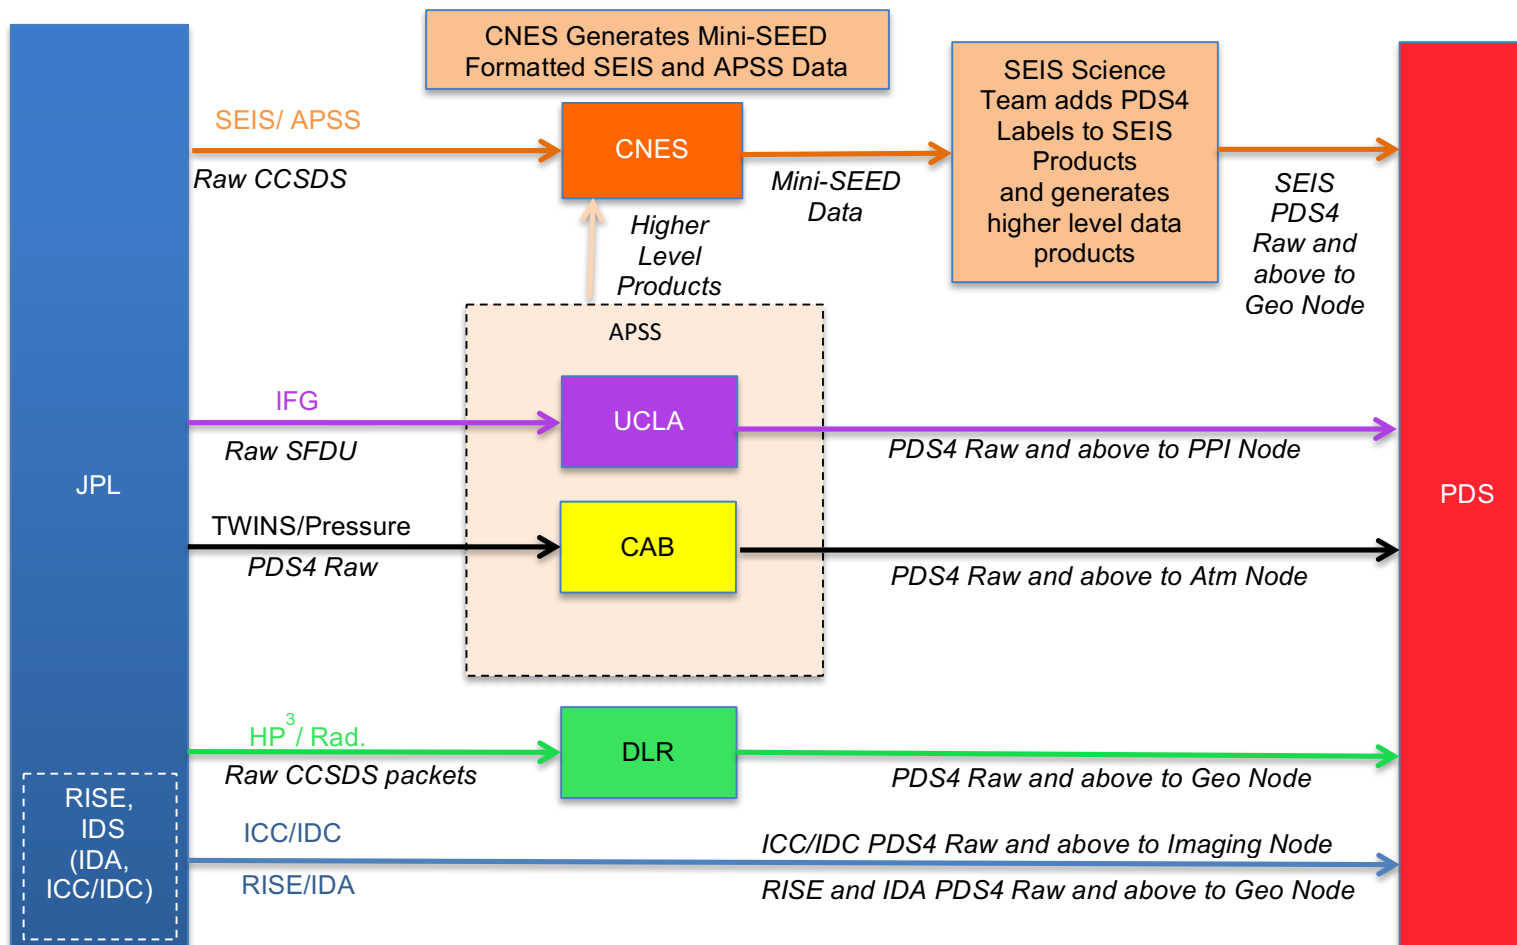 CNES Generates Mini-SEED
Formatted SEIS and APSS Data
SEIS Science
Team adds PDS4
Labels to SEIS
Products
and generates
higher level data
products
SEIS/ APSS
Raw CCSDS
CNES
Mini-SEED
Data
SEIS
PDS4
Raw and
above to
Geo Node
Higher
Level
Products
APSS
IFG
Raw SFDU
UCLA
PDS4 Raw and above to PPI Node
JPL
PDS
TWINS/Pressure
PDS4 Raw
CAB
PDS4 Raw and above to Atm Node
HP³/ Rad.
Raw CCSDS packets
DLR
PDS4 Raw and above to Geo Node
RISE,
IDS
(IDA,
ICC/IDC)
ICC/IDC
ICC/IDC PDS4 Raw and above to Imaging Node
RISE/IDA
RISE and IDA PDS4 Raw and above to Geo Node